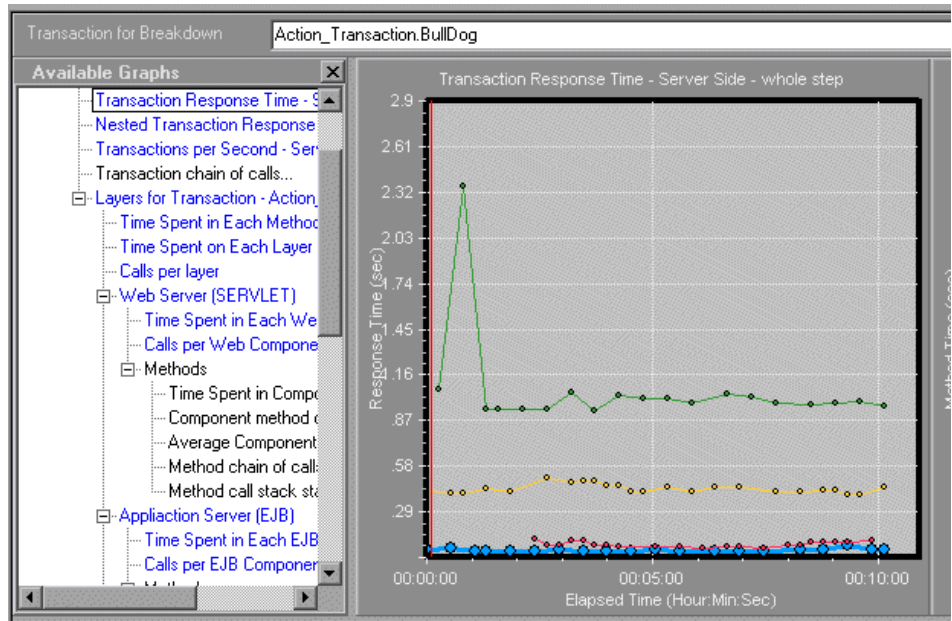 Transaction for Breakdown
Action_Transaction.BullDog
Available Graphs
Transaction Response Time - S
Nested Transaction Response
Transactions per Second - Ser
Transaction chain of calls...
Layers for Transaction - Action_
Time Spent in Each Method
Time Spent on Each Layer
Calls per layer
Web Server (SERVLET)
Time Spent in Each We
Calls per Web Compone
Methods
Time Spent in Compo
Component method c
Average Component
Method chain of calls
Method call stack sta
Appliaction Server (EJB)
Time Spent in Each EJB
Calls per EJB Componer
Methods
Transaction Response Time - Server Side - whole step
Response Time (sec)
2.9
2.61
2.32
2.03
1.74
1.45
1.16
.87
.58
.29
00:00:00
00:05:00
00:10:00
Elapsed Time (Hour:Min:Sec)
Method Time (sec)